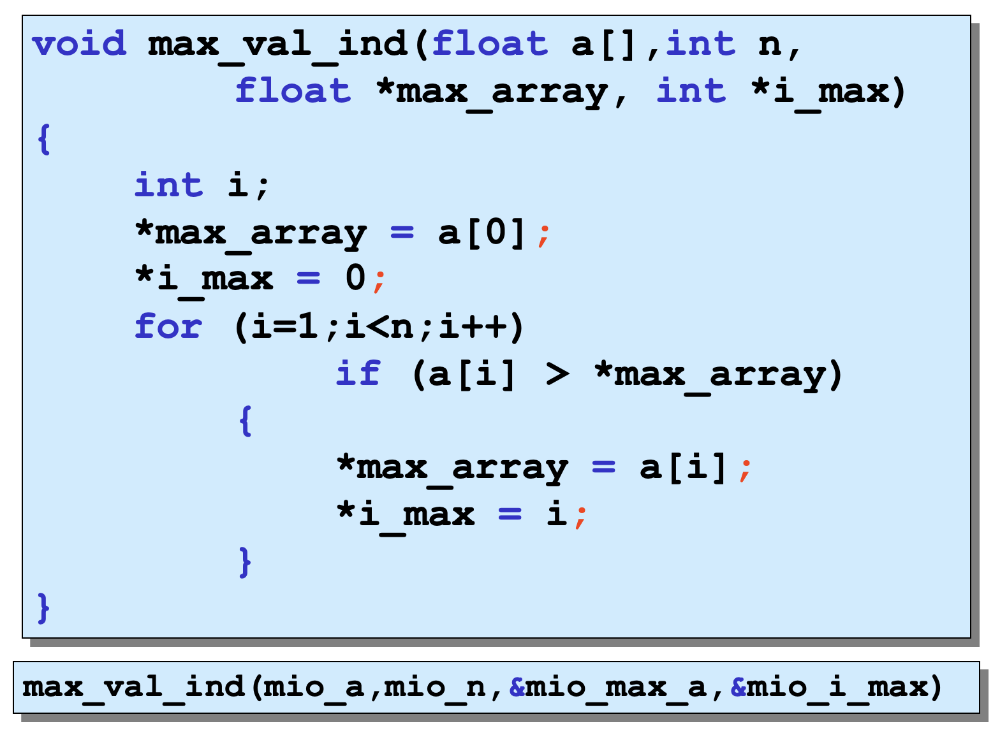 void max_val_ind(float a[],int n,
float *max_array, int *i_max)
{
int i;
*max_array = a[0];
*i_max = 0;
for (i=1;i<n;i++)
if (a[i] > *max_array)
{
*max_array = a[i];
*i_max = i;
}
}
max_val_ind(mio_a,mio_n,&mio_max_a,&mio_i_max)